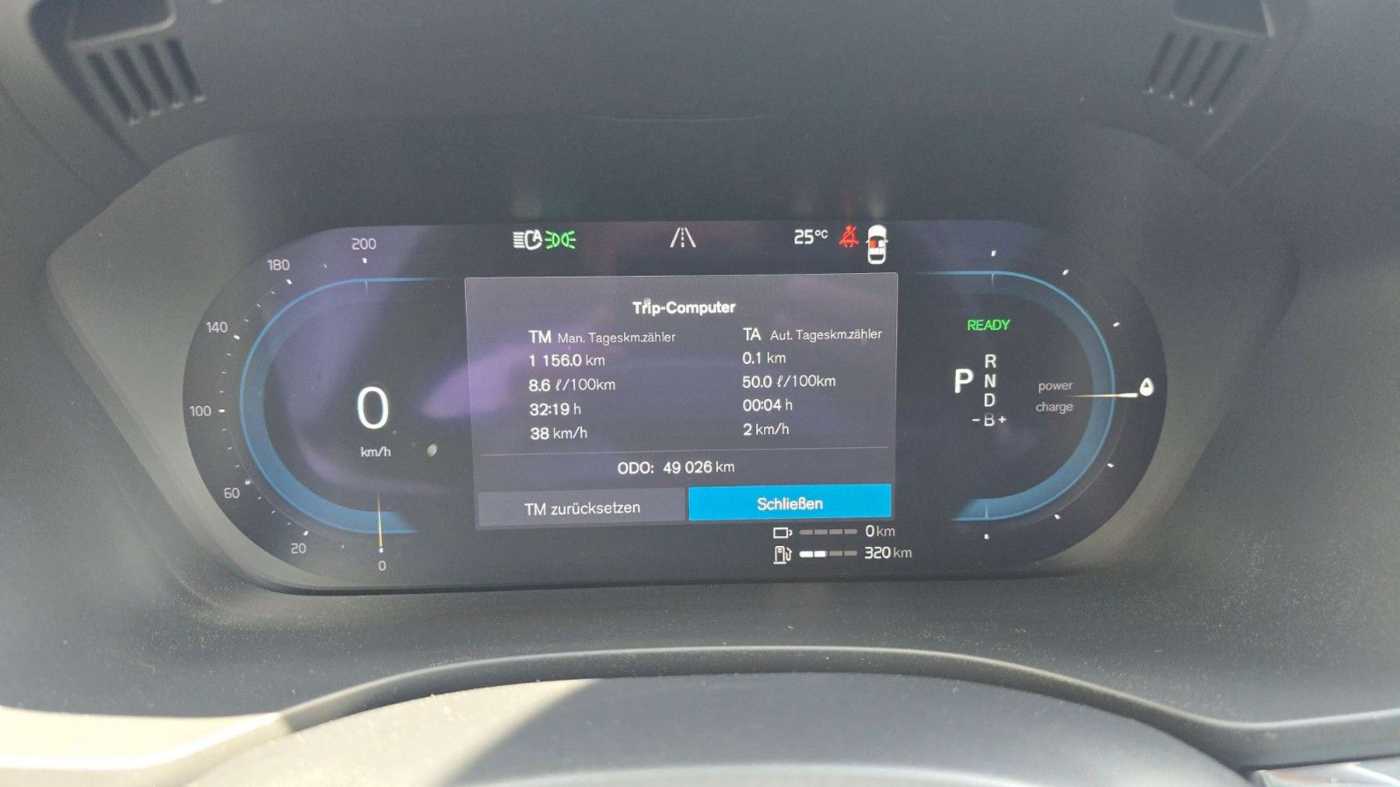 200
180
140
100
60
20
0
0
km/h
A
25°C
Trip-Computer
TM Man. Tageskm.zähler
1 156.0 km
8.6 ℓ/100km
32:19 h
38 km/h
TA Aut. Tageskm.zähler
0.1 km
50.0 ℓ/100km
00:04 h
2 km/h
ODO: 49 026 km
TM zurücksetzen
Schließen
0 km
320 km
READY
P
R
N
D
-B+
power
charge